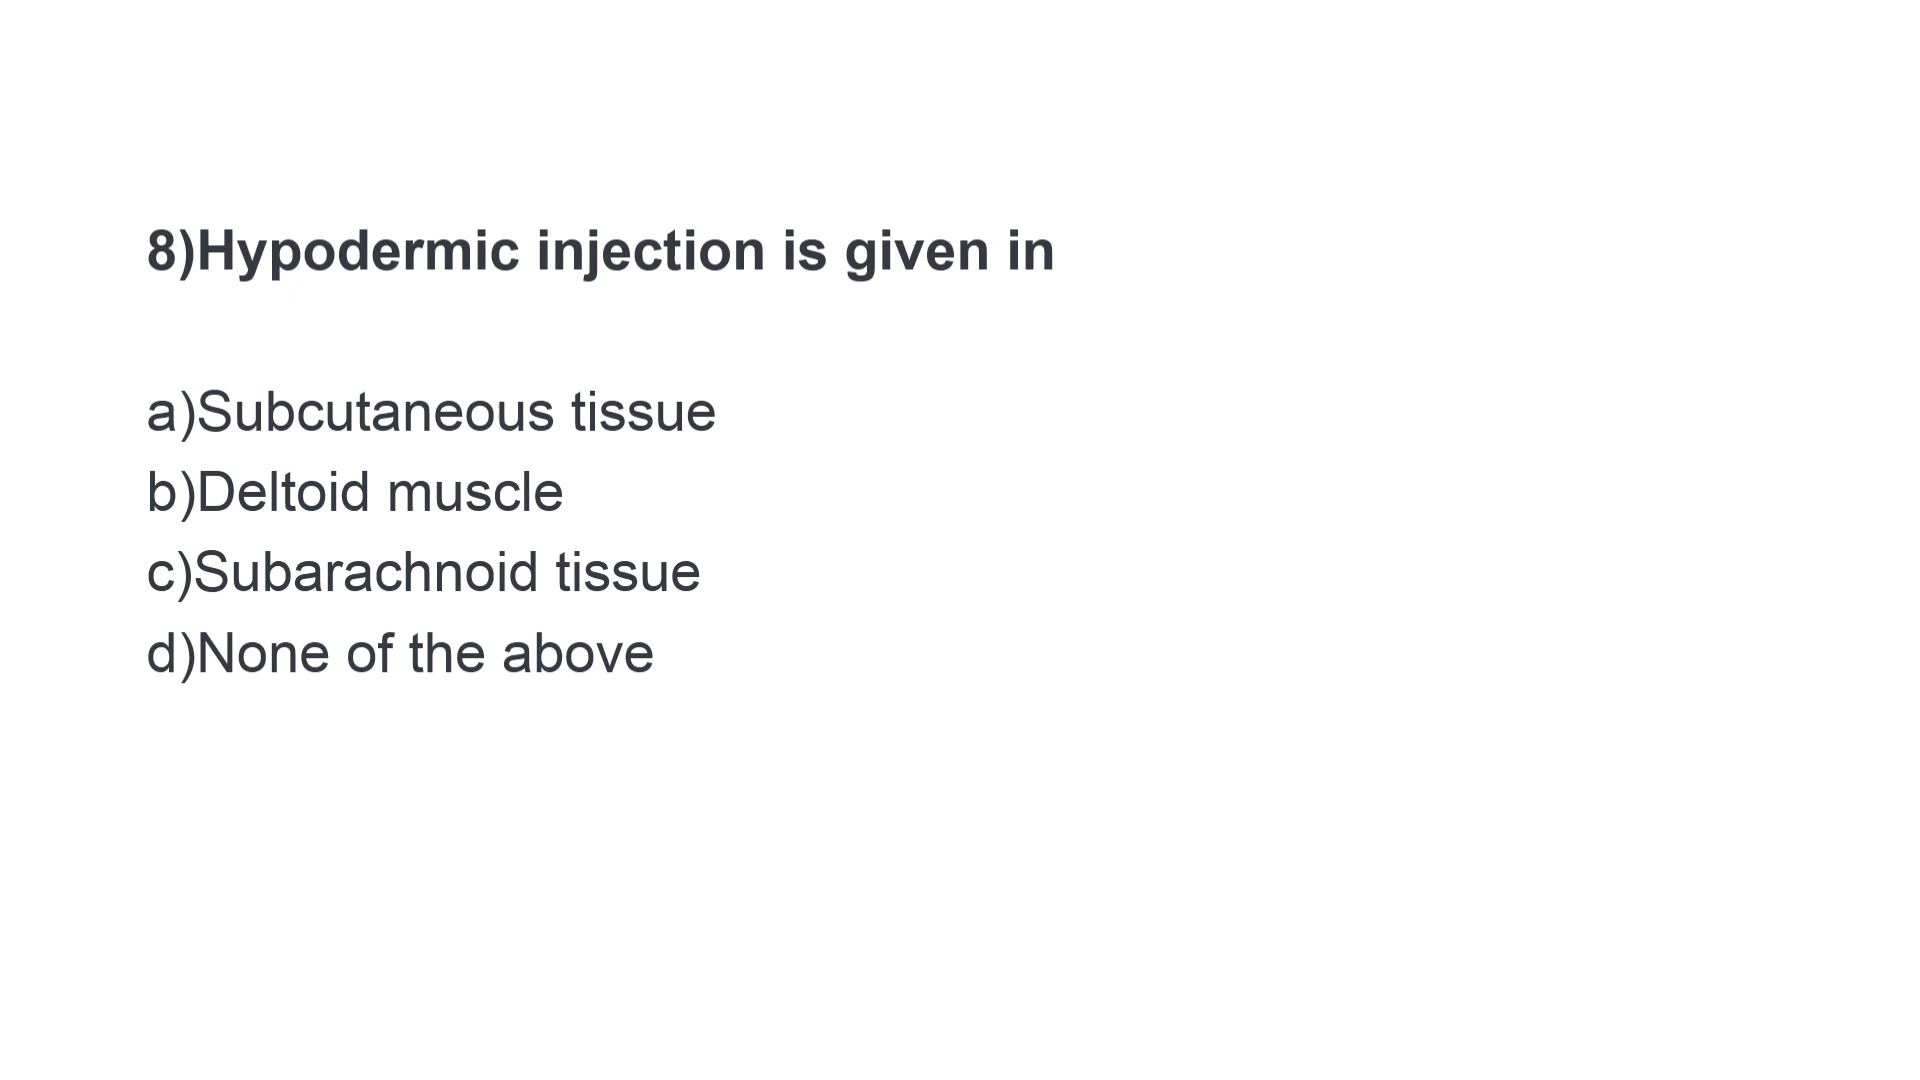 8)Hypodermic injection is given in
a)Subcutaneous tissue
b)Deltoid muscle
c)Subarachnoid tissue
d)None of the above